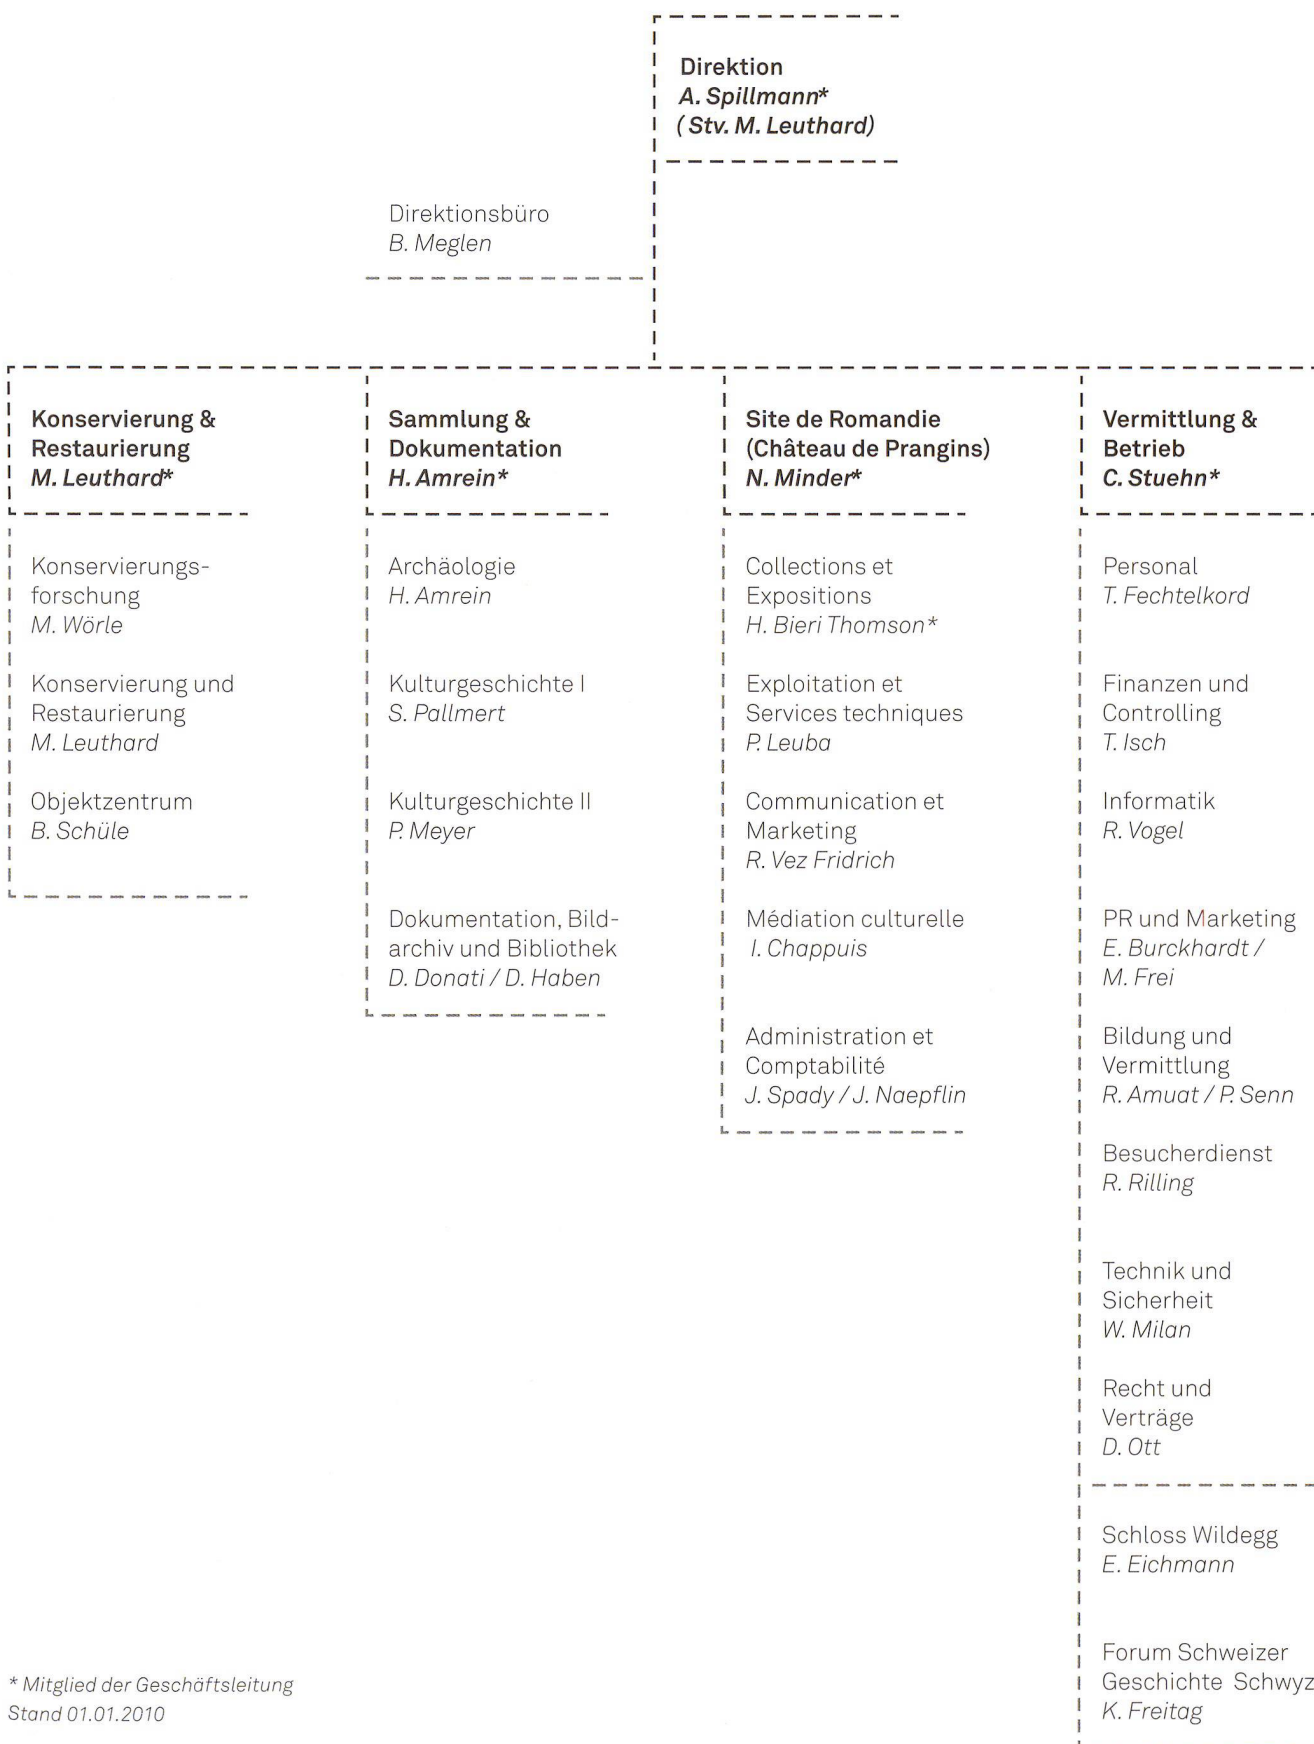 Direktion
A. Spillmann*
(Stv. M. Leuthard)
Direktionsbüro
B. Meglen
Konservierung &
Restaurierung
M. Leuthard*
Konservierungs-
forschung
M. Wörle
Konservierung und
Restaurierung
M. Leuthard
Objektzentrum
B. Schüle
Sammlung &
Dokumentation
H. Amrein*
Archäologie
H. Amrein
Kulturgeschichte I
S. Pallmert
Kulturgeschichte II
P. Meyer
Dokumentation, Bild-
archiv und Bibliothek
D. Donati / D. Haben
Site de Romandie
(Château de Prangins)
N. Minder*
Collections et
Expositions
H. Bieri Thomson*
Exploitation et
Services techniques
P. Leuba
Communication et
Marketing
R. Vez Fridrich
Médiation culturelle
I. Chappuis
Administration et
Comptabilité
J. Spady / J. Naepflin
Vermittlung &
Betrieb
C. Stuehn*
Personal
T. Fechtelkord
Finanzen und
Controlling
T. Isch
Informatik
R. Vogel
PR und Marketing
E. Burckhardt /
M. Frei
Bildung und
Vermittlung
R. Amuat / P. Senn
Besucherdienst
R. Rilling
Technik und
Sicherheit
W. Milan
Recht und
Verträge
D. Ott
Schloss Wildegg
E. Eichmann
Forum Schweizer
Geschichte Schwyz
K. Freitag
* Mitglied der Geschäftsleitung
Stand 01.01.2010